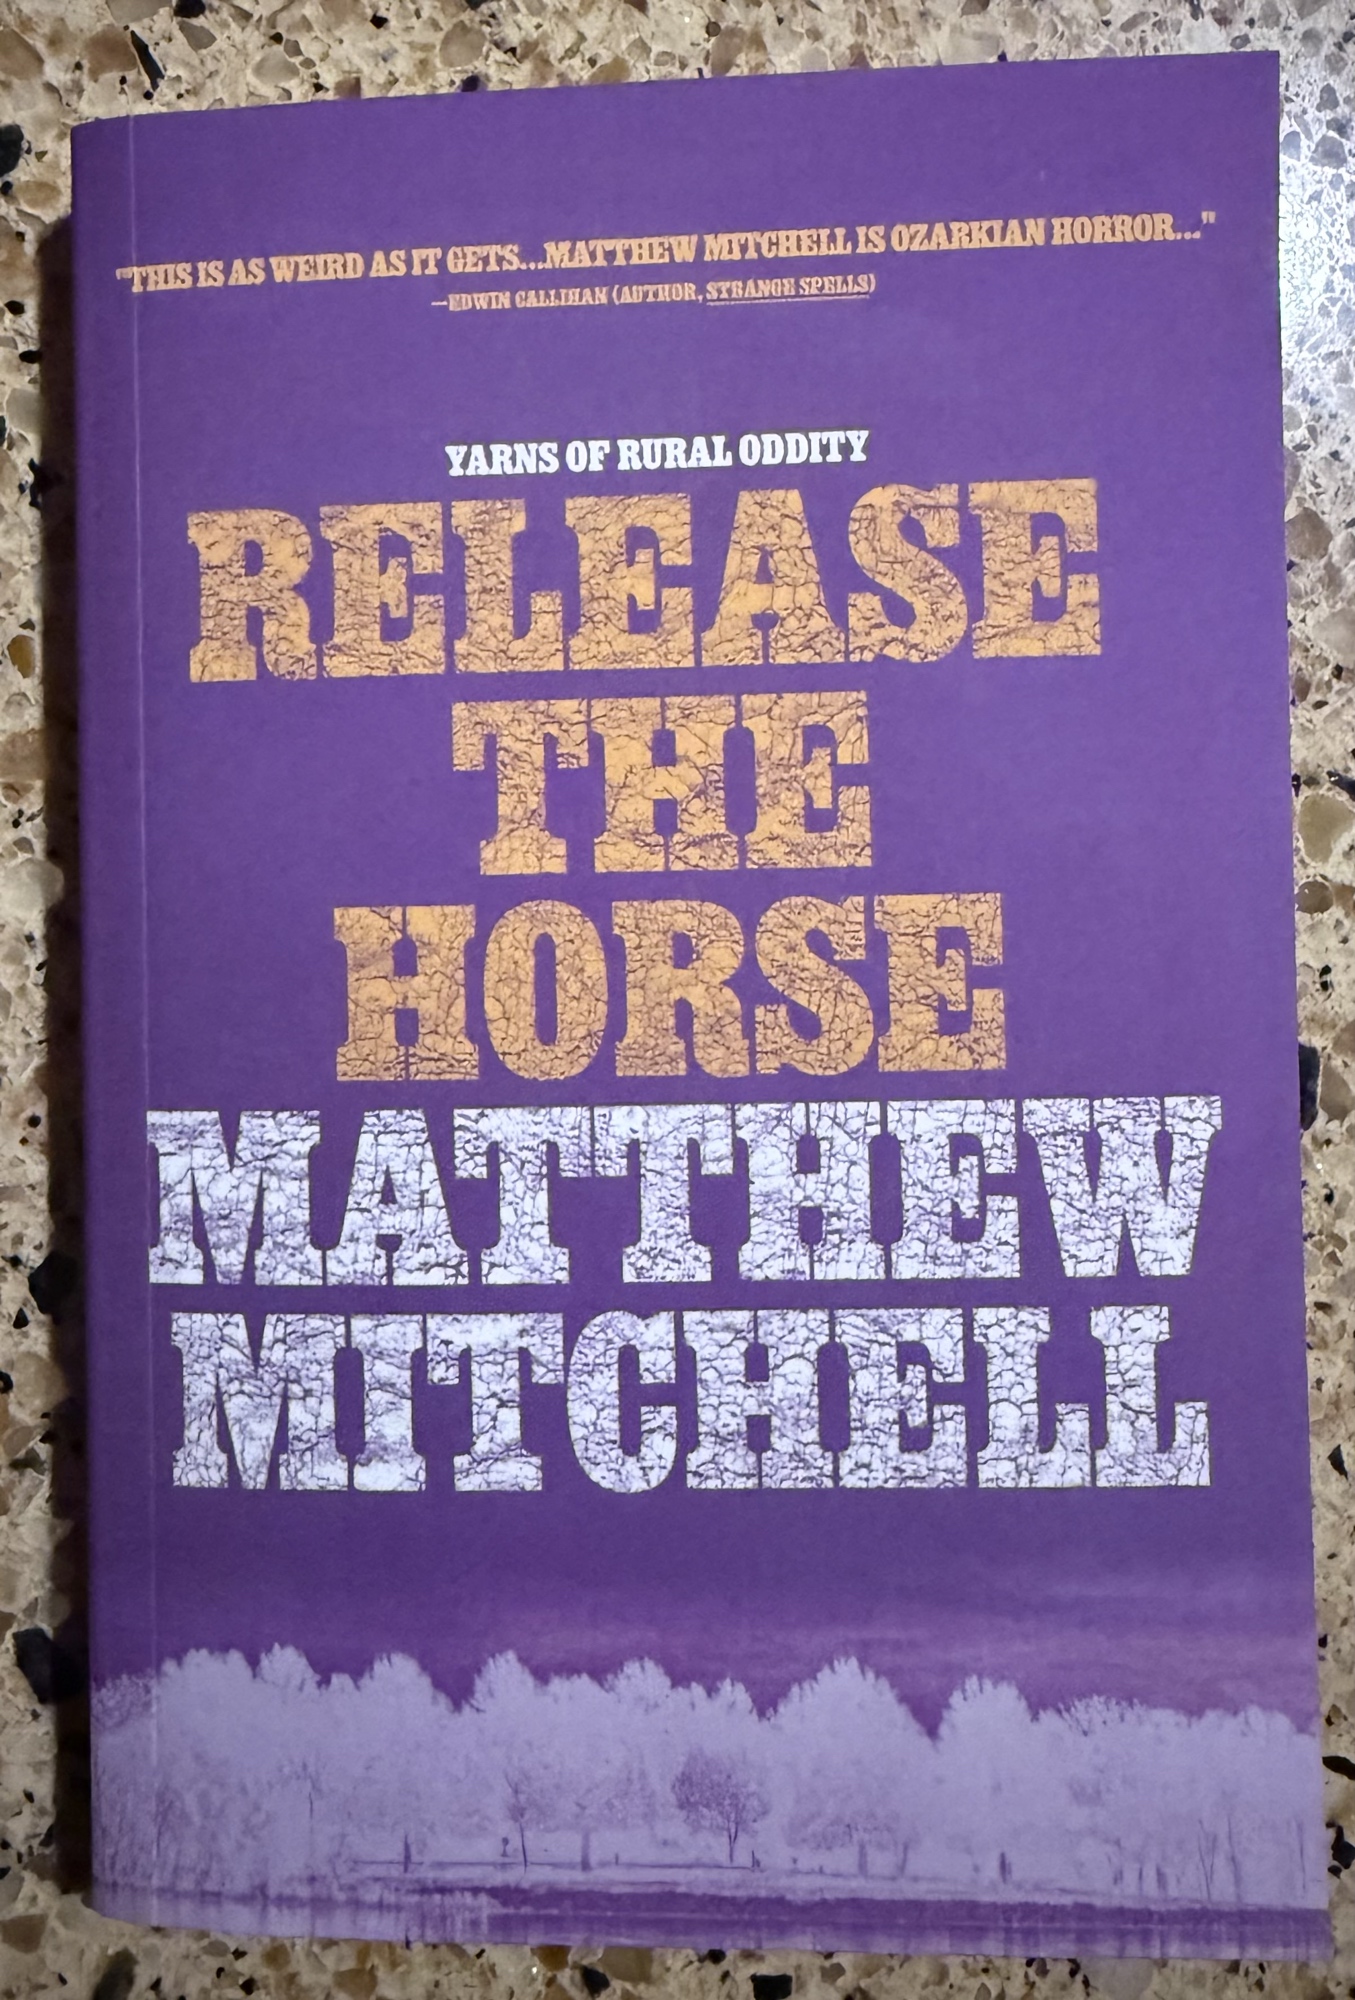 "THIS IS AS WEIRD AS IT GETS...MATTHEW MITCHELL IS OZARKIAN HORROR..."
—EDWIN CALLIHAN (AUTHOR, STRANGE SPELLS)
YARNS OF RURAL ODDITY
RELEASE
THE
HORSE
MATTHEW
MITCHELL